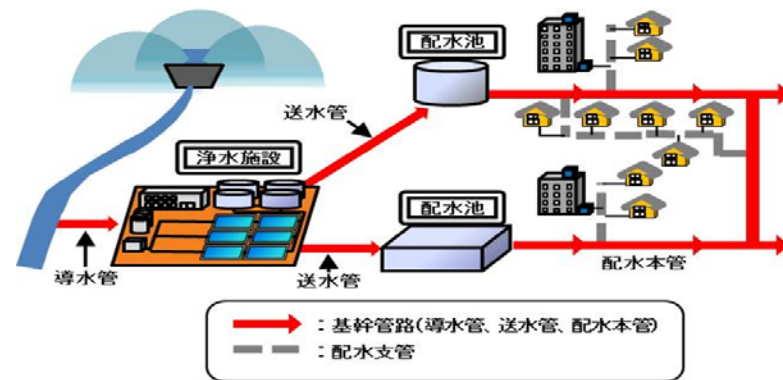 配水池
送水管
浄水施設
配水池
導水管
送水管
配水本管
：基幹管路(導水管、送水管、配水本管)
：配水支管